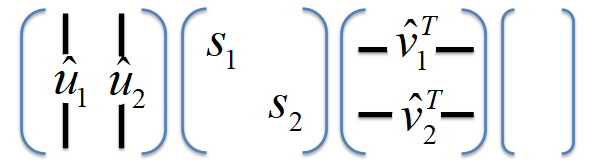 û₁ û₂ s₁ s₂ v̂₁ᵀ v̂₂ᵀ